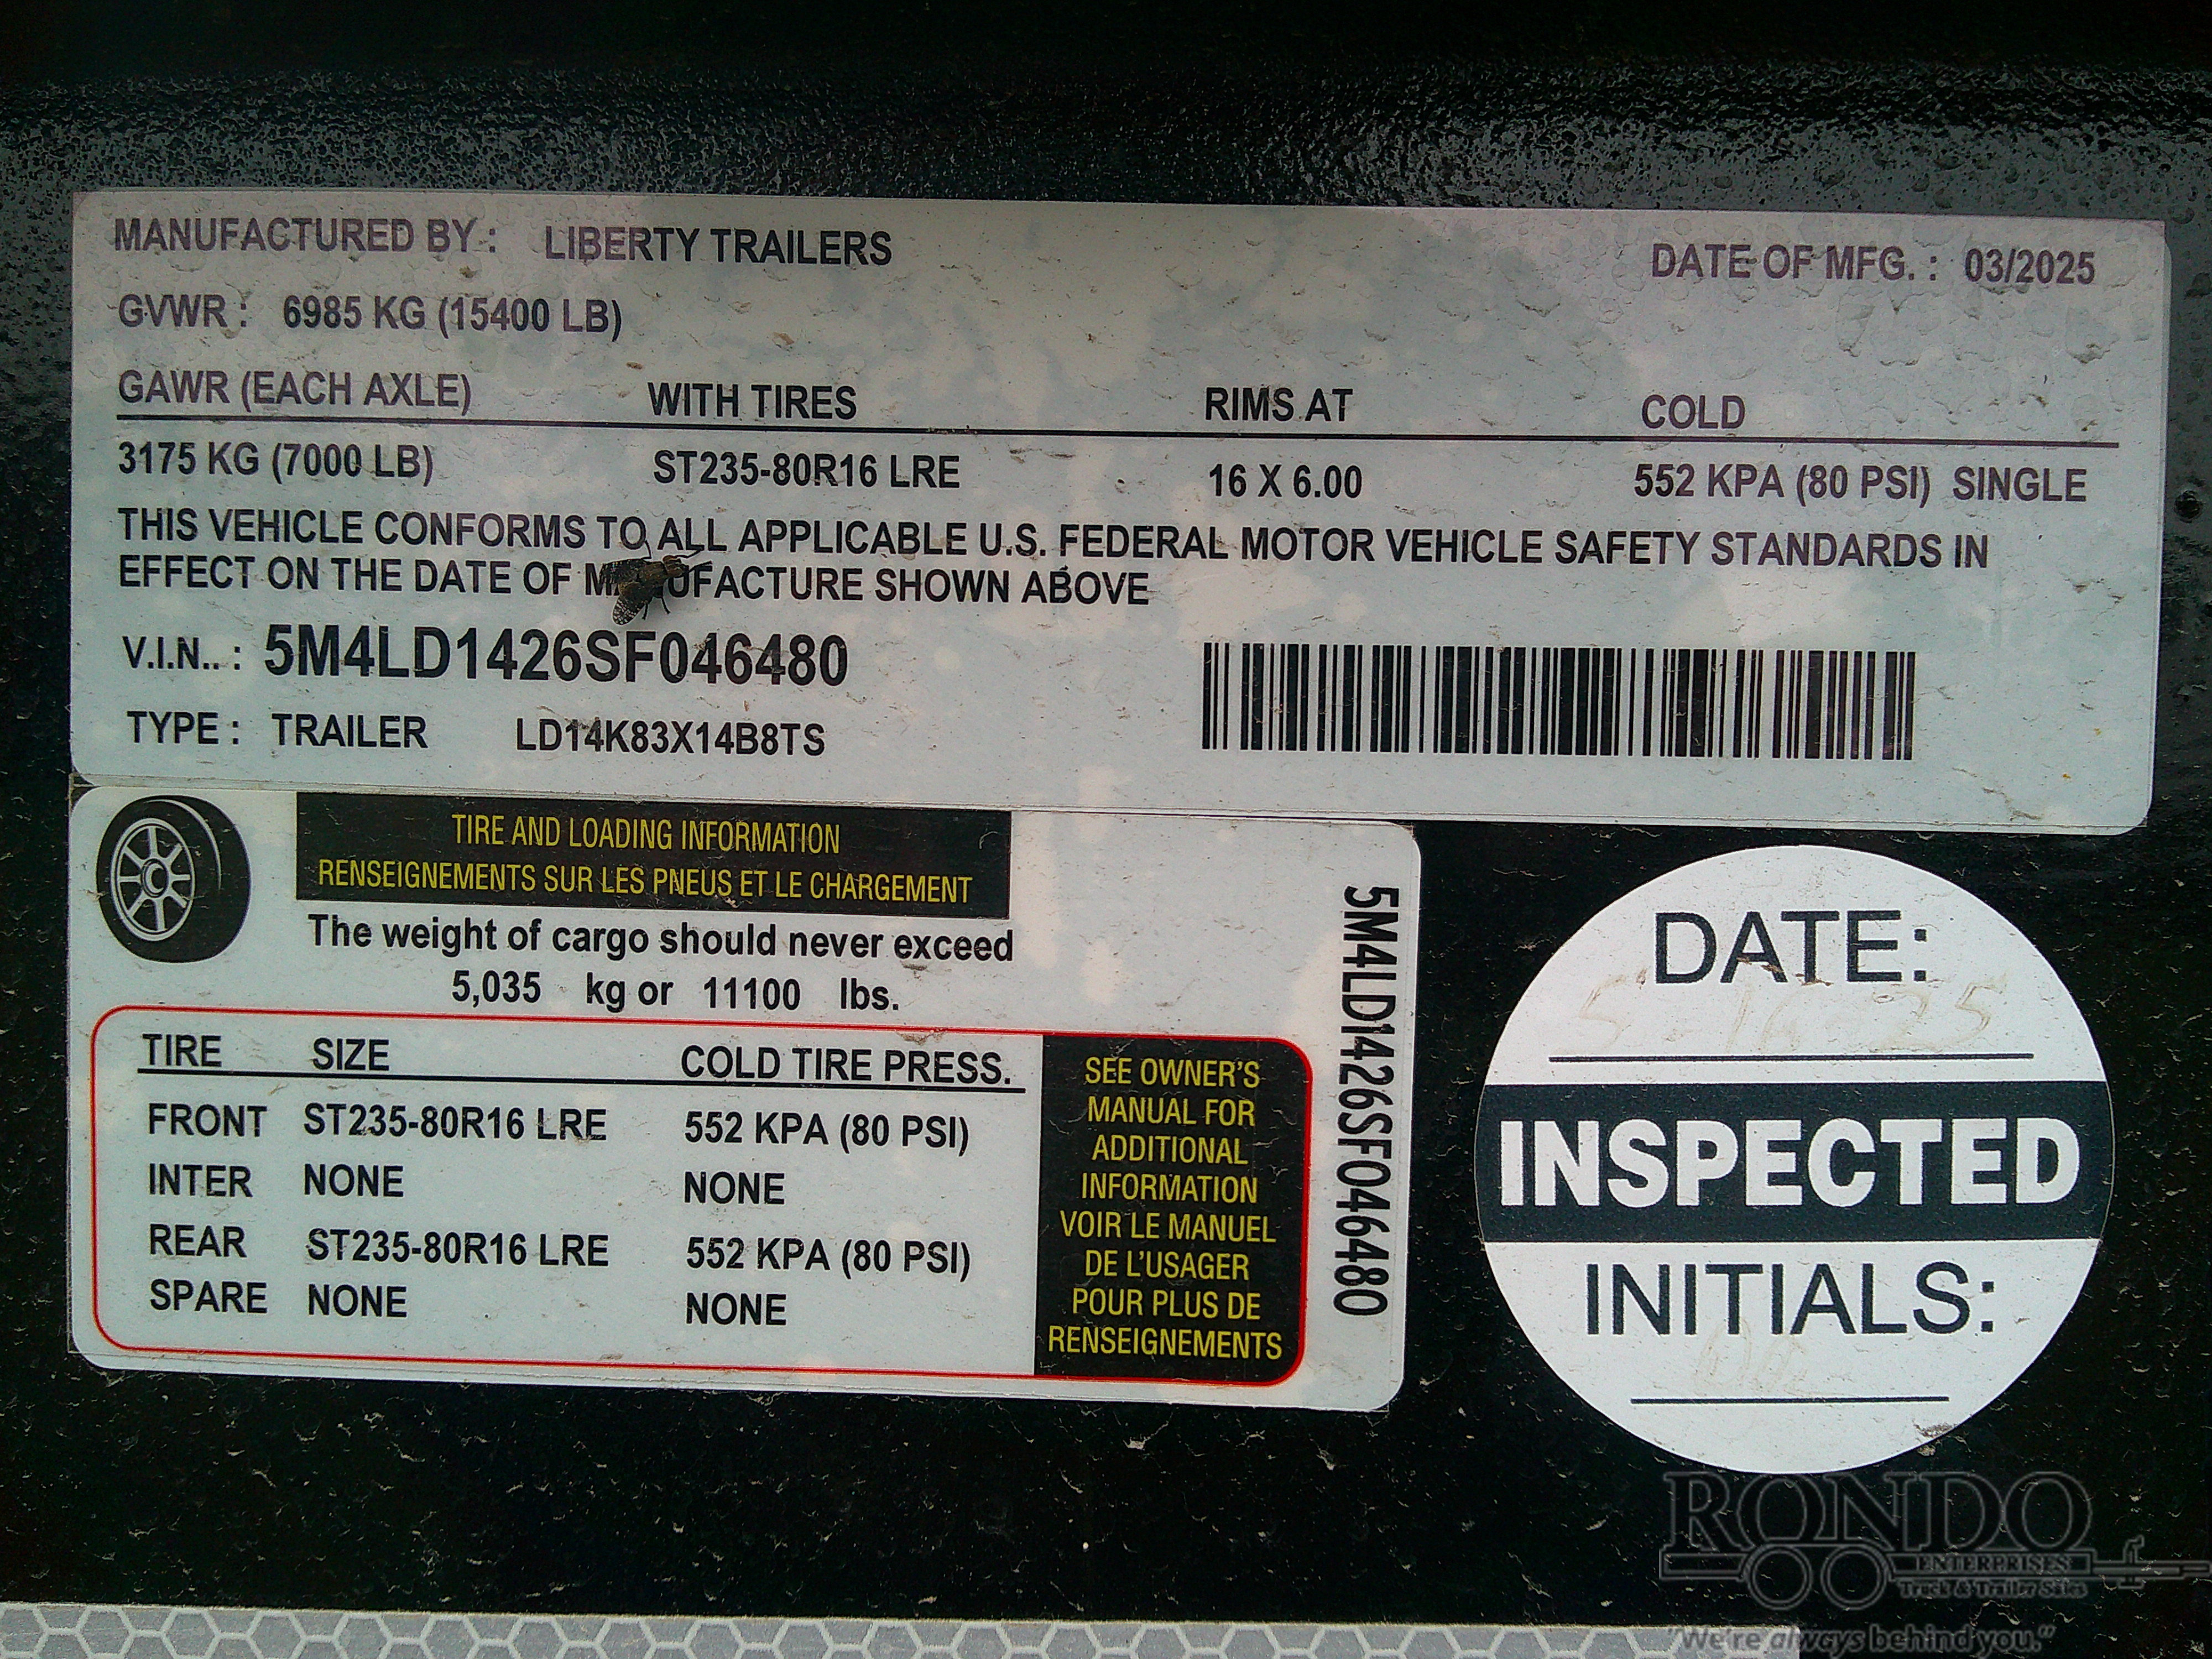 MANUFACTURED BY : LIBERTY TRAILERS DATE OF MFG. : 03/2025
GVWR : 6985 KG (15400 LB)
GAWR (EACH AXLE) WITH TIRES RIMS AT COLD
3175 KG (7000 LB) ST235-80R16 LRE 16 X 6.00 552 KPA (80 PSI) SINGLE
THIS VEHICLE CONFORMS TO ALL APPLICABLE U.S. FEDERAL MOTOR VEHICLE SAFETY STANDARDS IN
EFFECT ON THE DATE OF MANUFACTURE SHOWN ABOVE
V.I.N.. : 5M4LD1426SF046480
TYPE : TRAILER LD14K83X14B8TS
TIRE AND LOADING INFORMATION
RENSEIGNEMENTS SUR LES PNEUS ET LE CHARGEMENT
The weight of cargo should never exceed
5,035 kg or 11100 lbs.
TIRE SIZE COLD TIRE PRESS.
FRONT ST235-80R16 LRE 552 KPA (80 PSI)
INTER NONE NONE
REAR ST235-80R16 LRE 552 KPA (80 PSI)
SPARE NONE NONE
SEE OWNER'S
MANUAL FOR
ADDITIONAL
INFORMATION
VOIR LE MANUEL
DE L'USAGER
POUR PLUS DE
RENSEIGNEMENTS
5M4LD1426SF046480
DATE:
INSPECTED
INITIALS:
RONDO
ENTERPRISES
Truck & Trailer Sales
"We're always behind you."